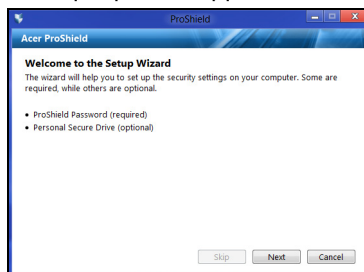 ProShield
Acer ProShield
Welcome to the Setup Wizard
The wizard will help you to set up the security settings on your computer. Some are
required, while others are optional.
• ProShield Password (required)
• Personal Secure Drive (optional)
Skip Next Cancel